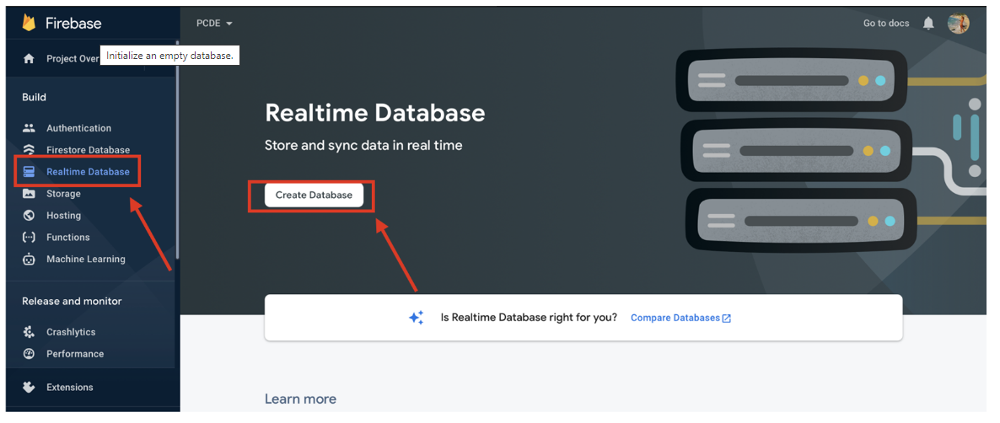 Firebase
PCDE
Go to docs
Project Over
Initialize an empty database.
Build
Authentication
Firestore Database
Realtime Database
Storage
Hosting
Functions
Machine Learning
Release and monitor
Crashlytics
Performance
Extensions
Realtime Database
Store and sync data in real time
Create Database
Is Realtime Database right for you? Compare Databases
Learn more